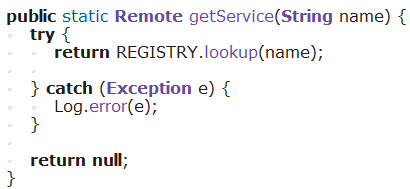 public static Remote getService(String name) {
    try {
        return REGISTRY.lookup(name);

    } catch (Exception e) {
        Log.error(e);
    }

    return null;
}